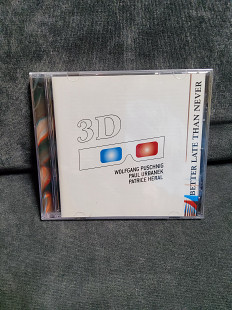 3D
WOLFGANG PUSCHNIG
PAUL URBANEK
PATRICE HERAL
BETTER LATE THAN NEVER